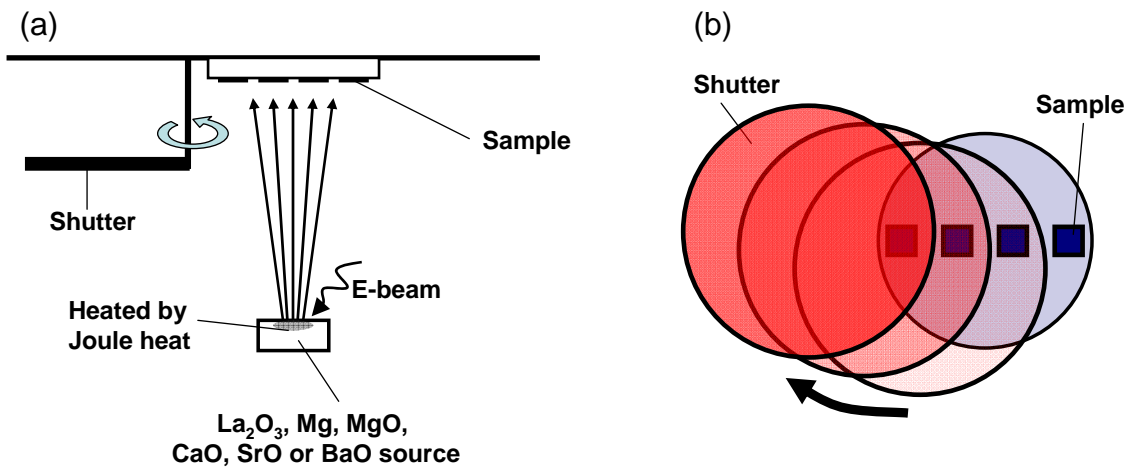 (a)
Sample
Shutter
E-beam
Heated by
Joule heat
La₂O₃, Mg, MgO,
CaO, SrO or BaO source
(b)
Shutter
Sample